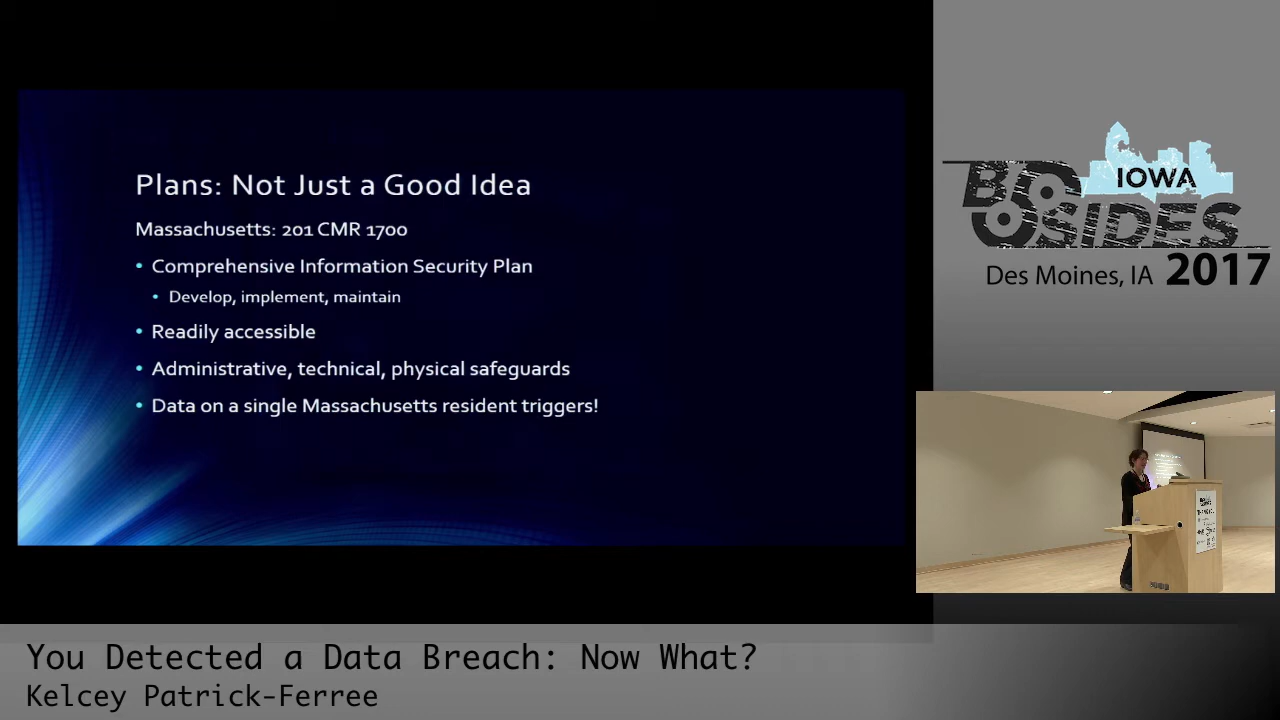 Plans: Not Just a Good Idea
Massachusetts: 201 CMR 1700
• Comprehensive Information Security Plan
• Develop, implement, maintain
• Readily accessible
• Administrative, technical, physical safeguards
• Data on a single Massachusetts resident triggers!
IOWA
BSIDES
Des Moines, IA 2017
You Detected a Data Breach: Now What?
Kelcey Patrick-Ferree